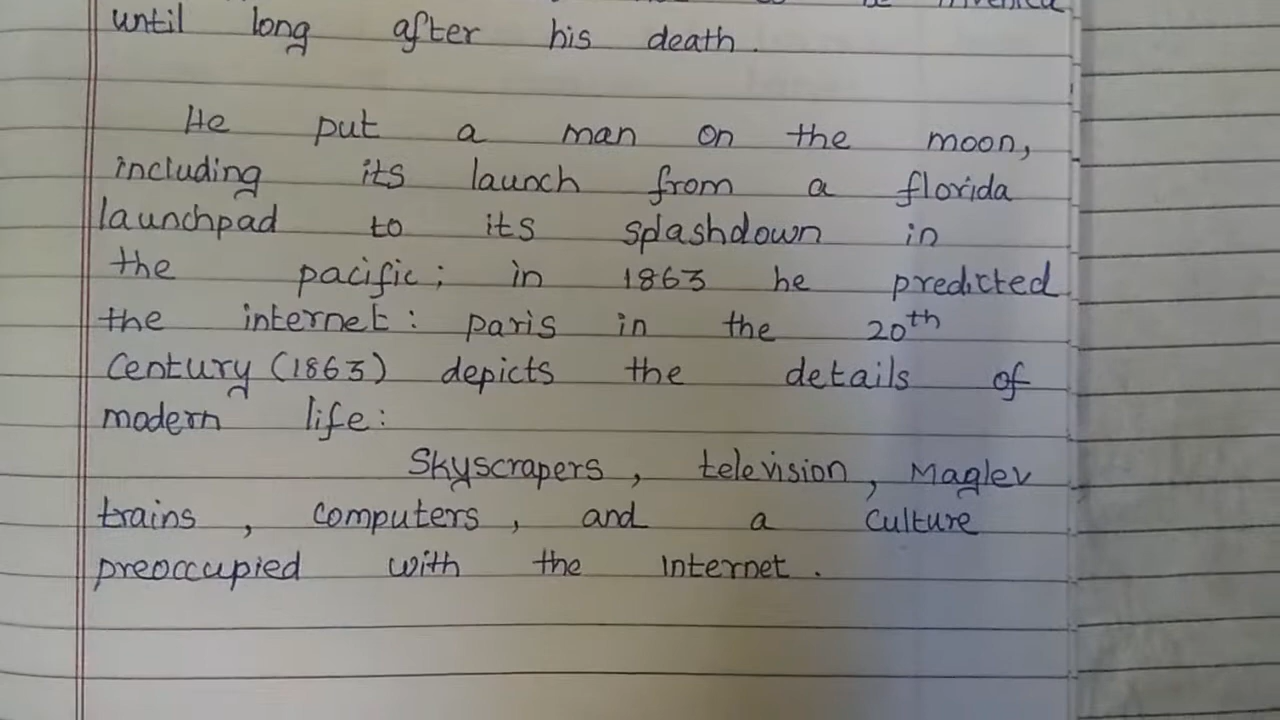 be invented
until long after his death.
He put a man on the moon,
including its launch from a florida
launchpad to its splashdown in
the pacific; in 1863 he predicted
the internet: paris in the 20th
Century (1863) depicts the details of
modern life:
Skyscrapers, television, Maglev
trains, computers, and a culture
preoccupied with the Internet.